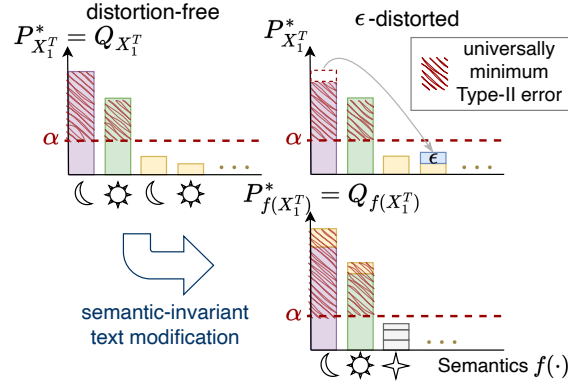 distortion-free
ϵ-distorted
P*_{X_1^T} = Q_{X_1^T}
P*_{X_1^T}
universally
minimum
Type-II error
α
α
ϵ
P*_{f(X_1^T)} = Q_{f(X_1^T)}
semantic-invariant
text modification
α
Semantics f(·)